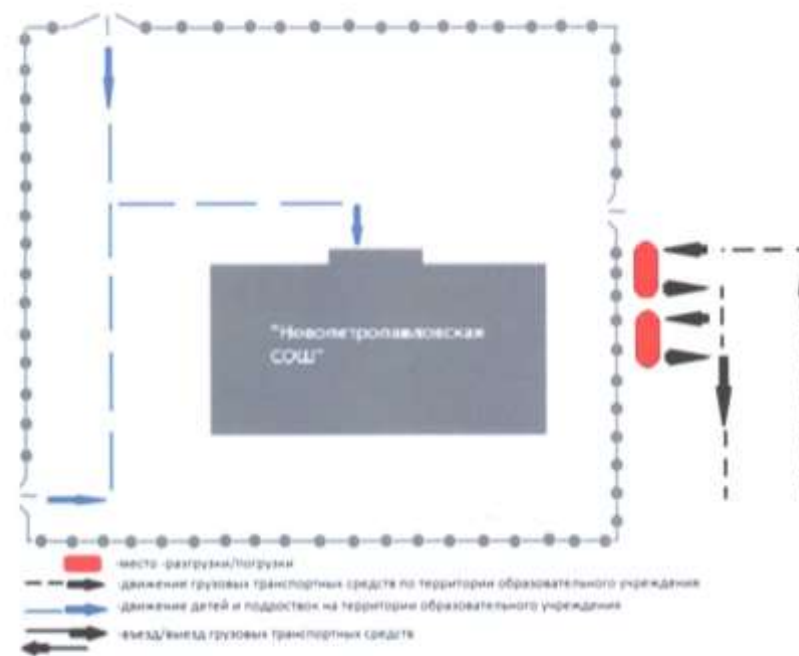 "Новопетропавловская
СОШ"
-место -разгрузки/погрузки
-движение грузовых транспортных средств по территории образовательного учреждения
-движение детей и подростков на территории образовательного учреждения
-въезд/выезд грузовых транспортных средств